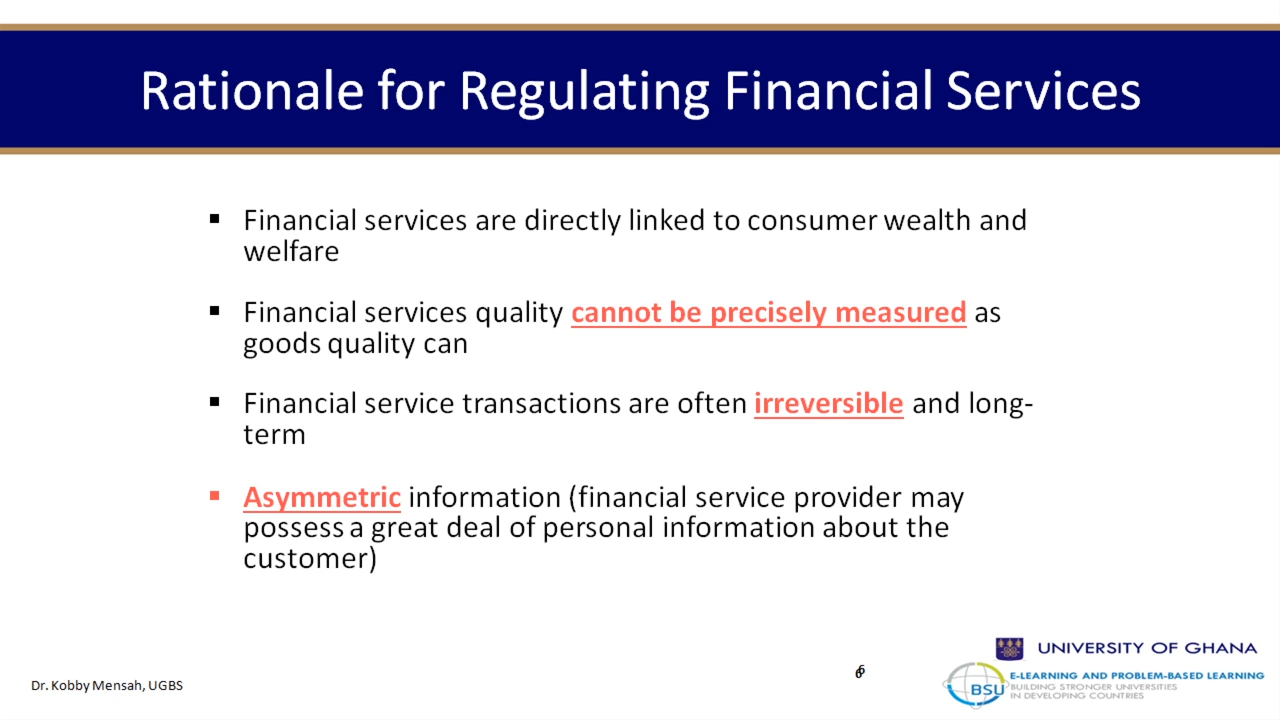 Rationale for Regulating Financial Services
▪ Financial services are directly linked to consumer wealth and
welfare
▪ Financial services quality cannot be precisely measured as
goods quality can
▪ Financial service transactions are often irreversible and long-
term
▪ Asymmetric information (financial service provider may
possess a great deal of personal information about the
customer)
Dr. Kobby Mensah, UGBS
6
UNIVERSITY OF GHANA
BSU
E-LEARNING AND PROBLEM-BASED LEARNING
BUILDING STRONGER UNIVERSITIES
IN DEVELOPING COUNTRIES